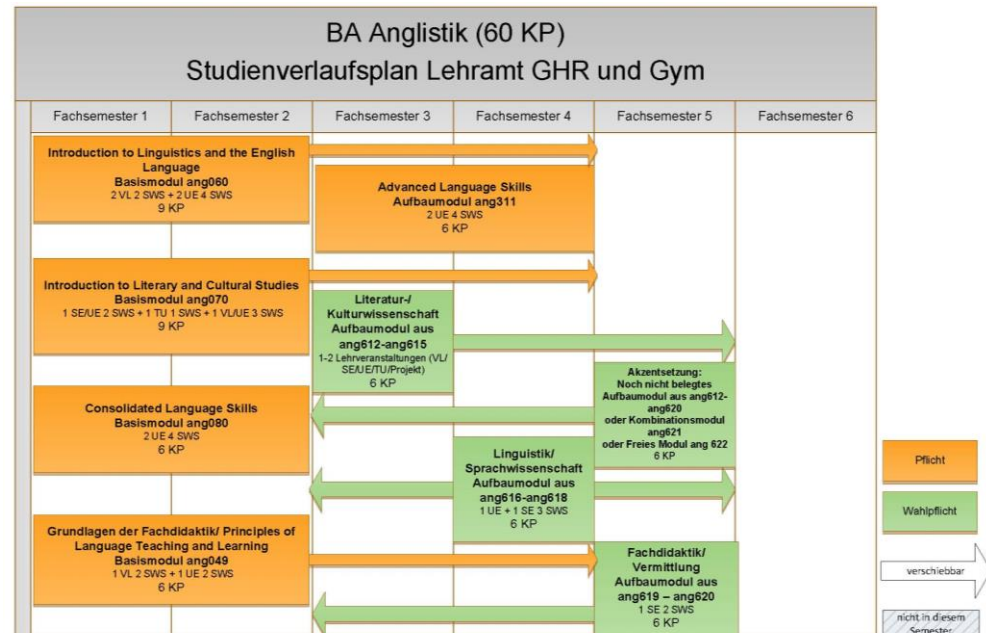 BA Anglistik (60 KP)
Studienverlaufsplan Lehramt GHR und Gym
Fachsemester 1
Fachsemester 2
Fachsemester 3
Fachsemester 4
Fachsemester 5
Fachsemester 6
Introduction to Linguistics and the English
Language
Basismodul ang060
2 VL 2 SWS + 2 UE 4 SWS
9 KP
Advanced Language Skills
Aufbaumodul ang311
2 UE 4 SWS
6 KP
Introduction to Literary and Cultural Studies
Basismodul ang070
1 SE/UE 2 SWS + 1 TU 1 SWS + 1 VL/UE 3 SWS
9 KP
Literatur-/
Kulturwissenschaft
Aufbaumodul aus
ang612-ang615
1-2 Lehrveranstaltungen (VL/
SE/UE/TU/Projekt)
6 KP
Akzentsetzung:
Noch nicht belegtes
Aufbaumodul aus ang612-
ang620
oder Kombinationsmodul
ang621
oder Freies Modul ang 622
6 KP
Consolidated Language Skills
Basismodul ang080
2 UE 4 SWS
6 KP
Linguistik/
Sprachwissenschaft
Aufbaumodul aus
ang616-ang618
1 UE + 1 SE 3 SWS
6 KP
Grundlagen der Fachdidaktik/ Principles of
Language Teaching and Learning
Basismodul ang049
1 VL 2 SWS + 1 UE 2 SWS
6 KP
Fachdidaktik/
Vermittlung
Aufbaumodul aus
ang619 – ang620
1 SE 2 SWS
6 KP
Pflicht
Wahlpflicht
verschiebbar
nicht in diesem
Semester